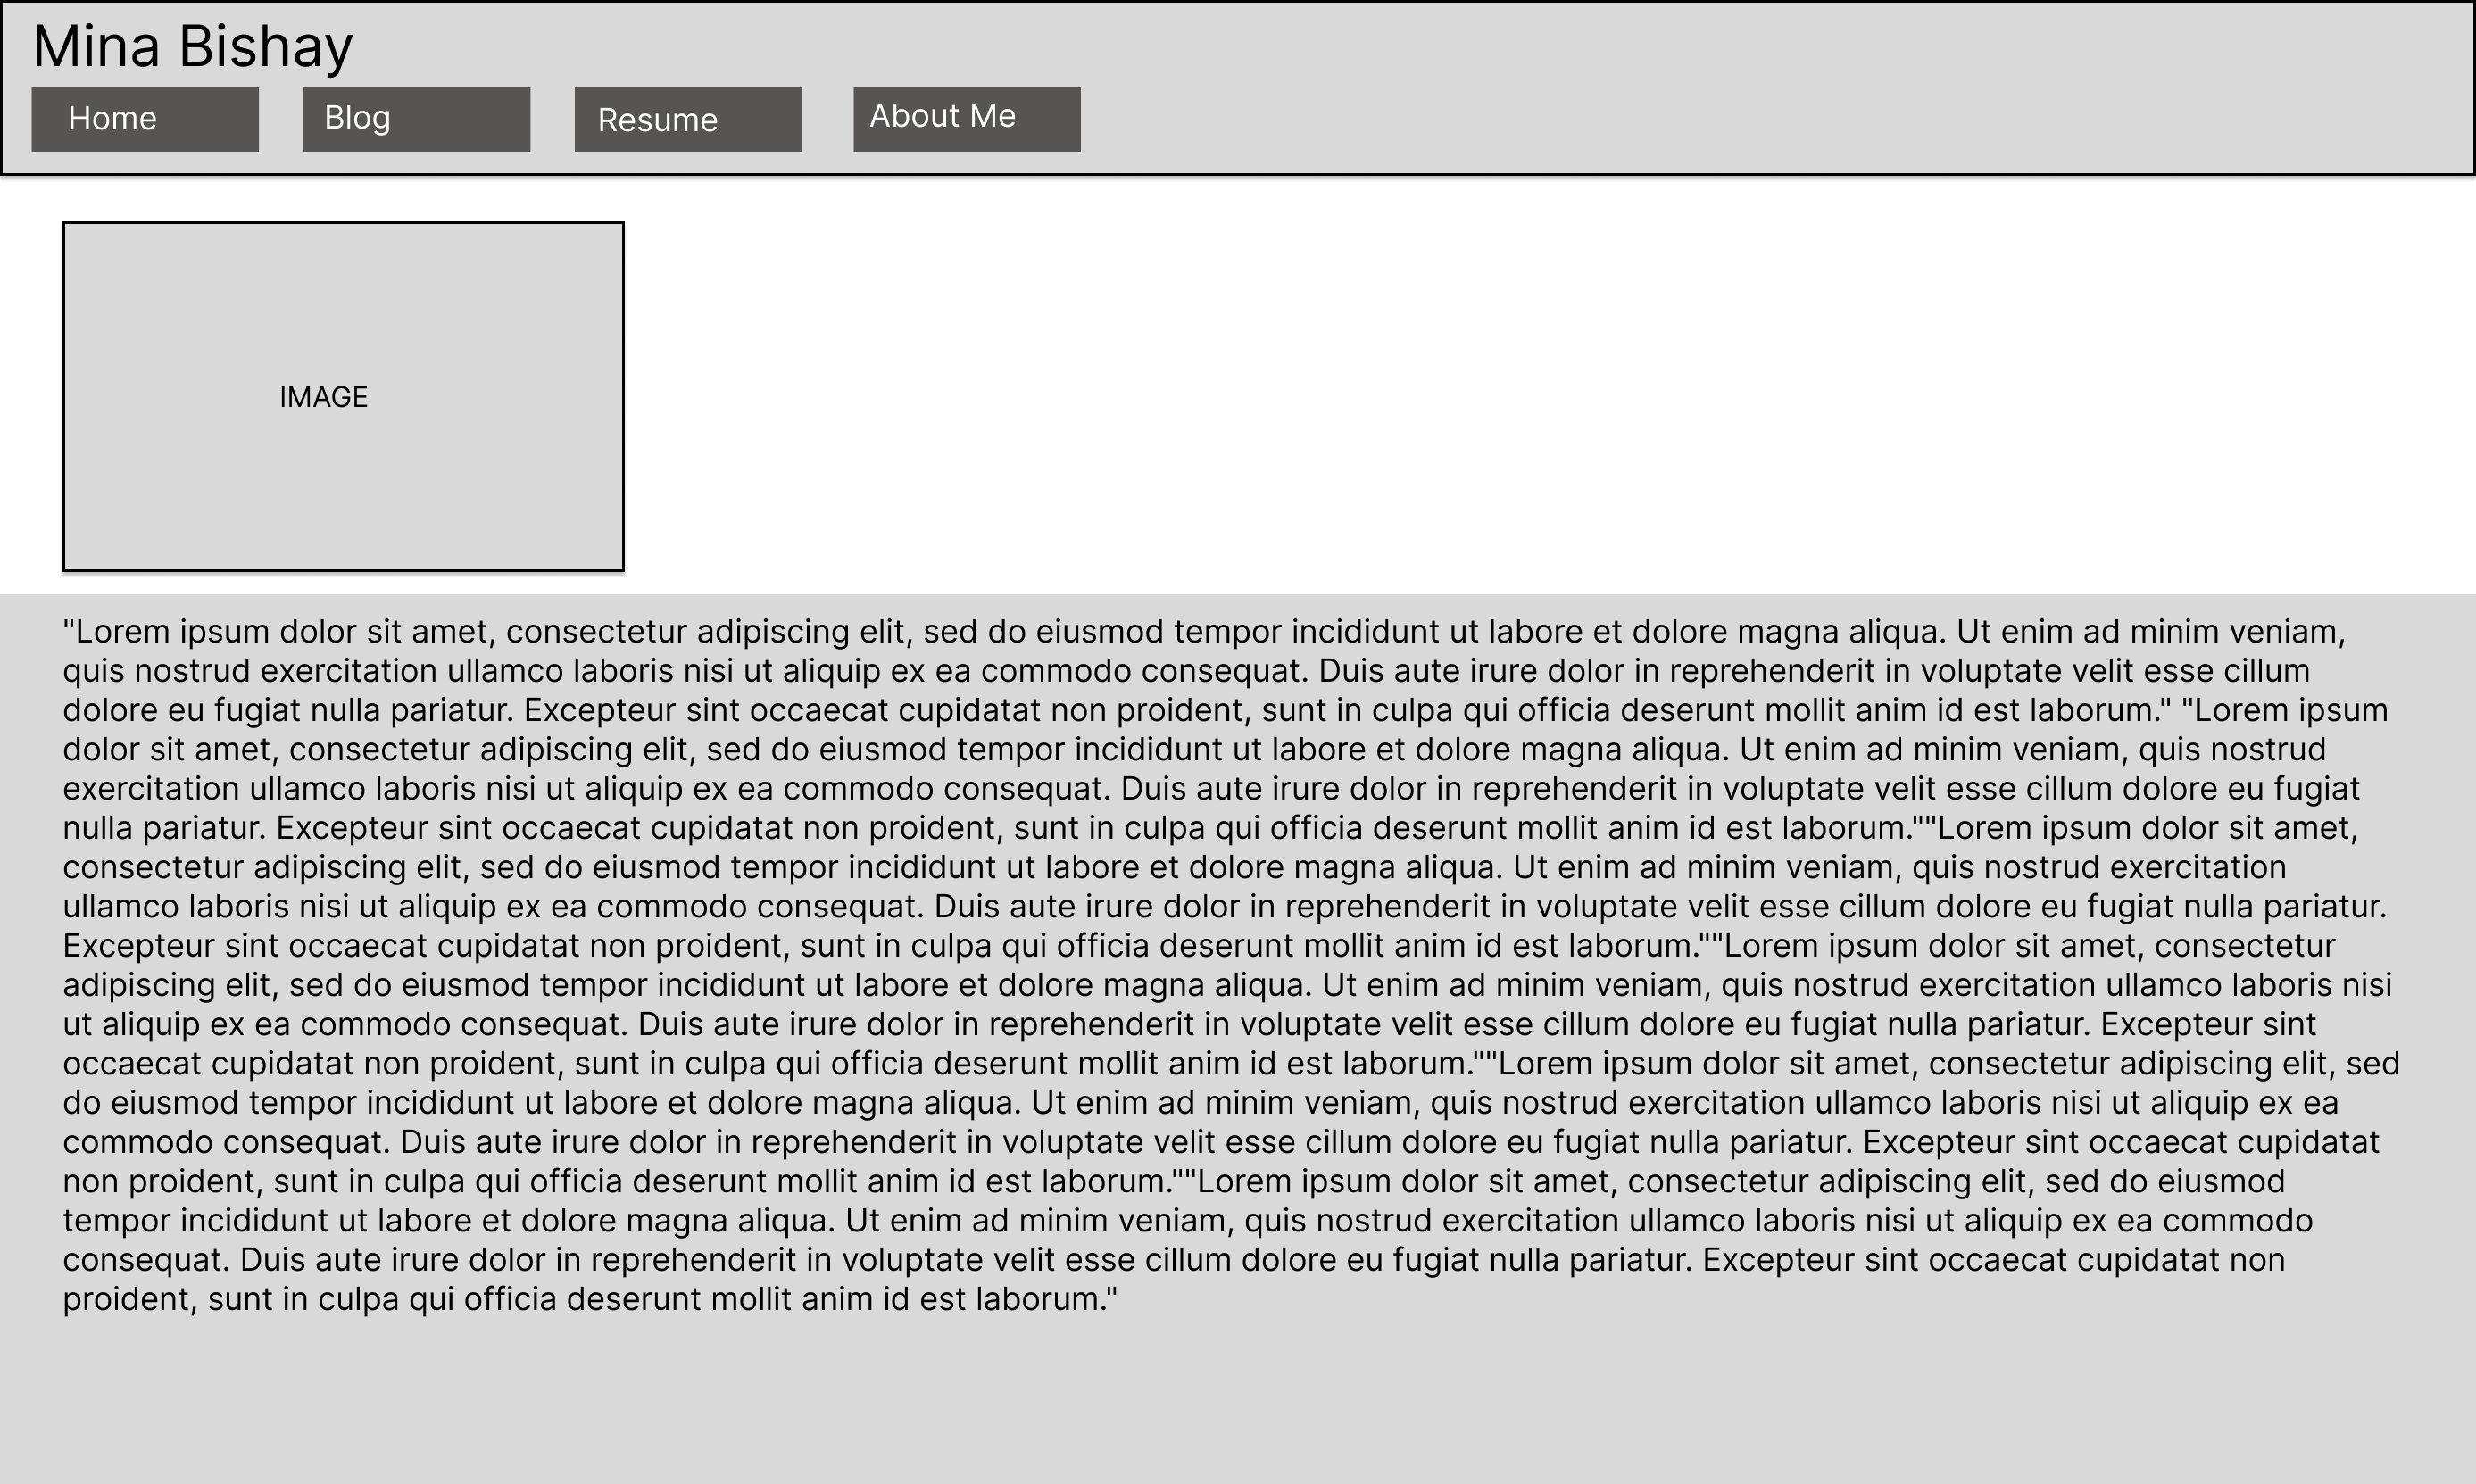 Mina Bishay
Home
Blog
Resume
About Me
IMAGE
"Lorem ipsum dolor sit amet, consectetur adipiscing elit, sed do eiusmod tempor incididunt ut labore et dolore magna aliqua. Ut enim ad minim veniam,
quis nostrud exercitation ullamco laboris nisi ut aliquip ex ea commodo consequat. Duis aute irure dolor in reprehenderit in voluptate velit esse cillum
dolore eu fugiat nulla pariatur. Excepteur sint occaecat cupidatat non proident, sunt in culpa qui officia deserunt mollit anim id est laborum." "Lorem ipsum
dolor sit amet, consectetur adipiscing elit, sed do eiusmod tempor incididunt ut labore et dolore magna aliqua. Ut enim ad minim veniam, quis nostrud
exercitation ullamco laboris nisi ut aliquip ex ea commodo consequat. Duis aute irure dolor in reprehenderit in voluptate velit esse cillum dolore eu fugiat
nulla pariatur. Excepteur sint occaecat cupidatat non proident, sunt in culpa qui officia deserunt mollit anim id est laborum.""Lorem ipsum dolor sit amet,
consectetur adipiscing elit, sed do eiusmod tempor incididunt ut labore et dolore magna aliqua. Ut enim ad minim veniam, quis nostrud exercitation
ullamco laboris nisi ut aliquip ex ea commodo consequat. Duis aute irure dolor in reprehenderit in voluptate velit esse cillum dolore eu fugiat nulla pariatur.
Excepteur sint occaecat cupidatat non proident, sunt in culpa qui officia deserunt mollit anim id est laborum.""Lorem ipsum dolor sit amet, consectetur
adipiscing elit, sed do eiusmod tempor incididunt ut labore et dolore magna aliqua. Ut enim ad minim veniam, quis nostrud exercitation ullamco laboris nisi
ut aliquip ex ea commodo consequat. Duis aute irure dolor in reprehenderit in voluptate velit esse cillum dolore eu fugiat nulla pariatur. Excepteur sint
occaecat cupidatat non proident, sunt in culpa qui officia deserunt mollit anim id est laborum.""Lorem ipsum dolor sit amet, consectetur adipiscing elit, sed
do eiusmod tempor incididunt ut labore et dolore magna aliqua. Ut enim ad minim veniam, quis nostrud exercitation ullamco laboris nisi ut aliquip ex ea
commodo consequat. Duis aute irure dolor in reprehenderit in voluptate velit esse cillum dolore eu fugiat nulla pariatur. Excepteur sint occaecat cupidatat
non proident, sunt in culpa qui officia deserunt mollit anim id est laborum.""Lorem ipsum dolor sit amet, consectetur adipiscing elit, sed do eiusmod
tempor incididunt ut labore et dolore magna aliqua. Ut enim ad minim veniam, quis nostrud exercitation ullamco laboris nisi ut aliquip ex ea commodo
consequat. Duis aute irure dolor in reprehenderit in voluptate velit esse cillum dolore eu fugiat nulla pariatur. Excepteur sint occaecat cupidatat non
proident, sunt in culpa qui officia deserunt mollit anim id est laborum."